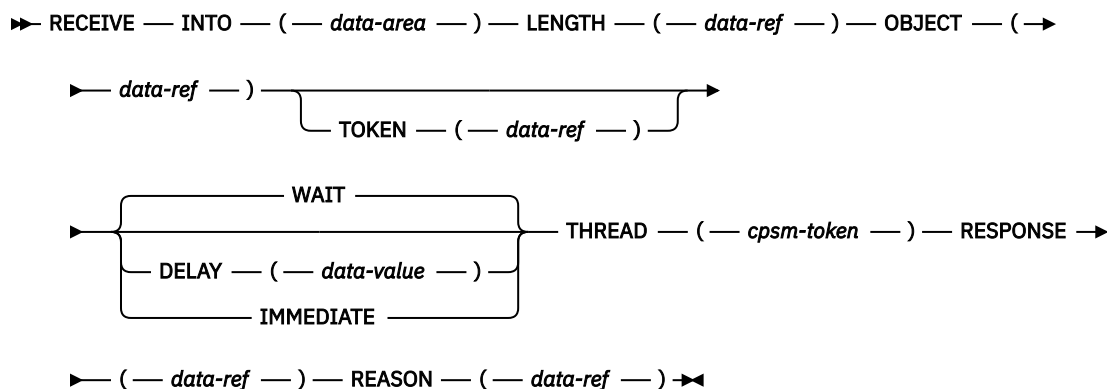 RECEIVE INTO ( data-area ) LENGTH ( data-ref ) OBJECT (
data-ref )
TOKEN ( data-ref )
WAIT
THREAD ( cpsm-token ) RESPONSE
DELAY ( data-value )
IMMEDIATE
( data-ref ) REASON ( data-ref )